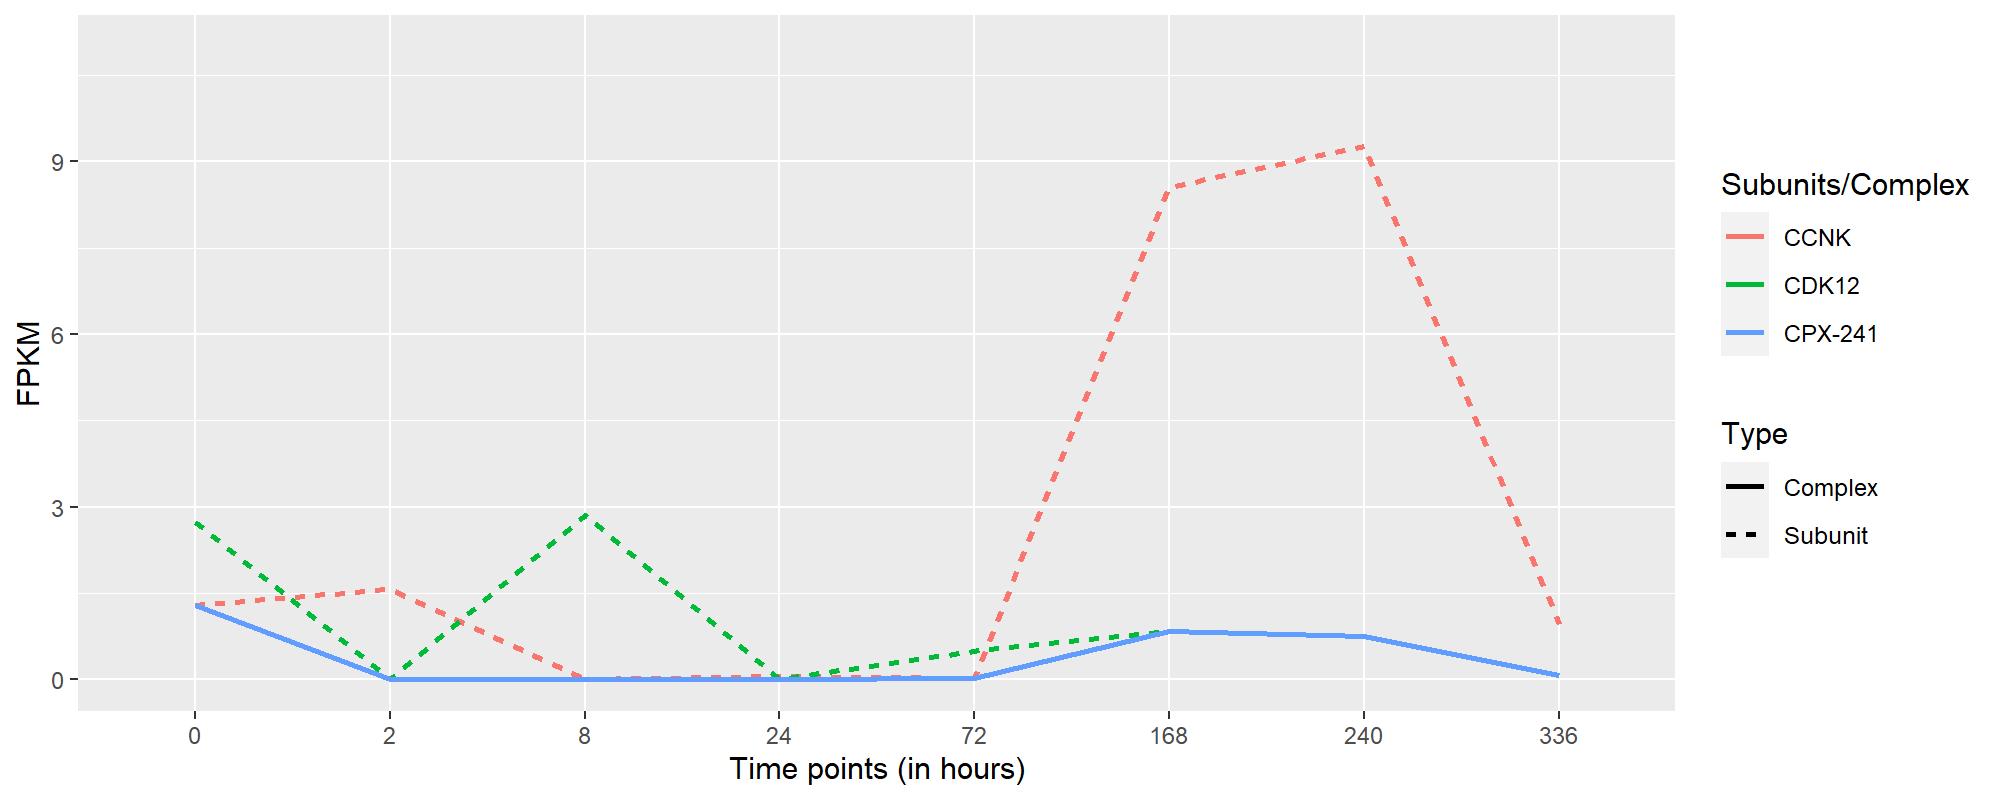 FPKM
9
6
3
0
0 2 8 24 72 168 240 336
Time points (in hours)
Subunits/Complex
CCNK
CDK12
CPX-241
Type
Complex
Subunit